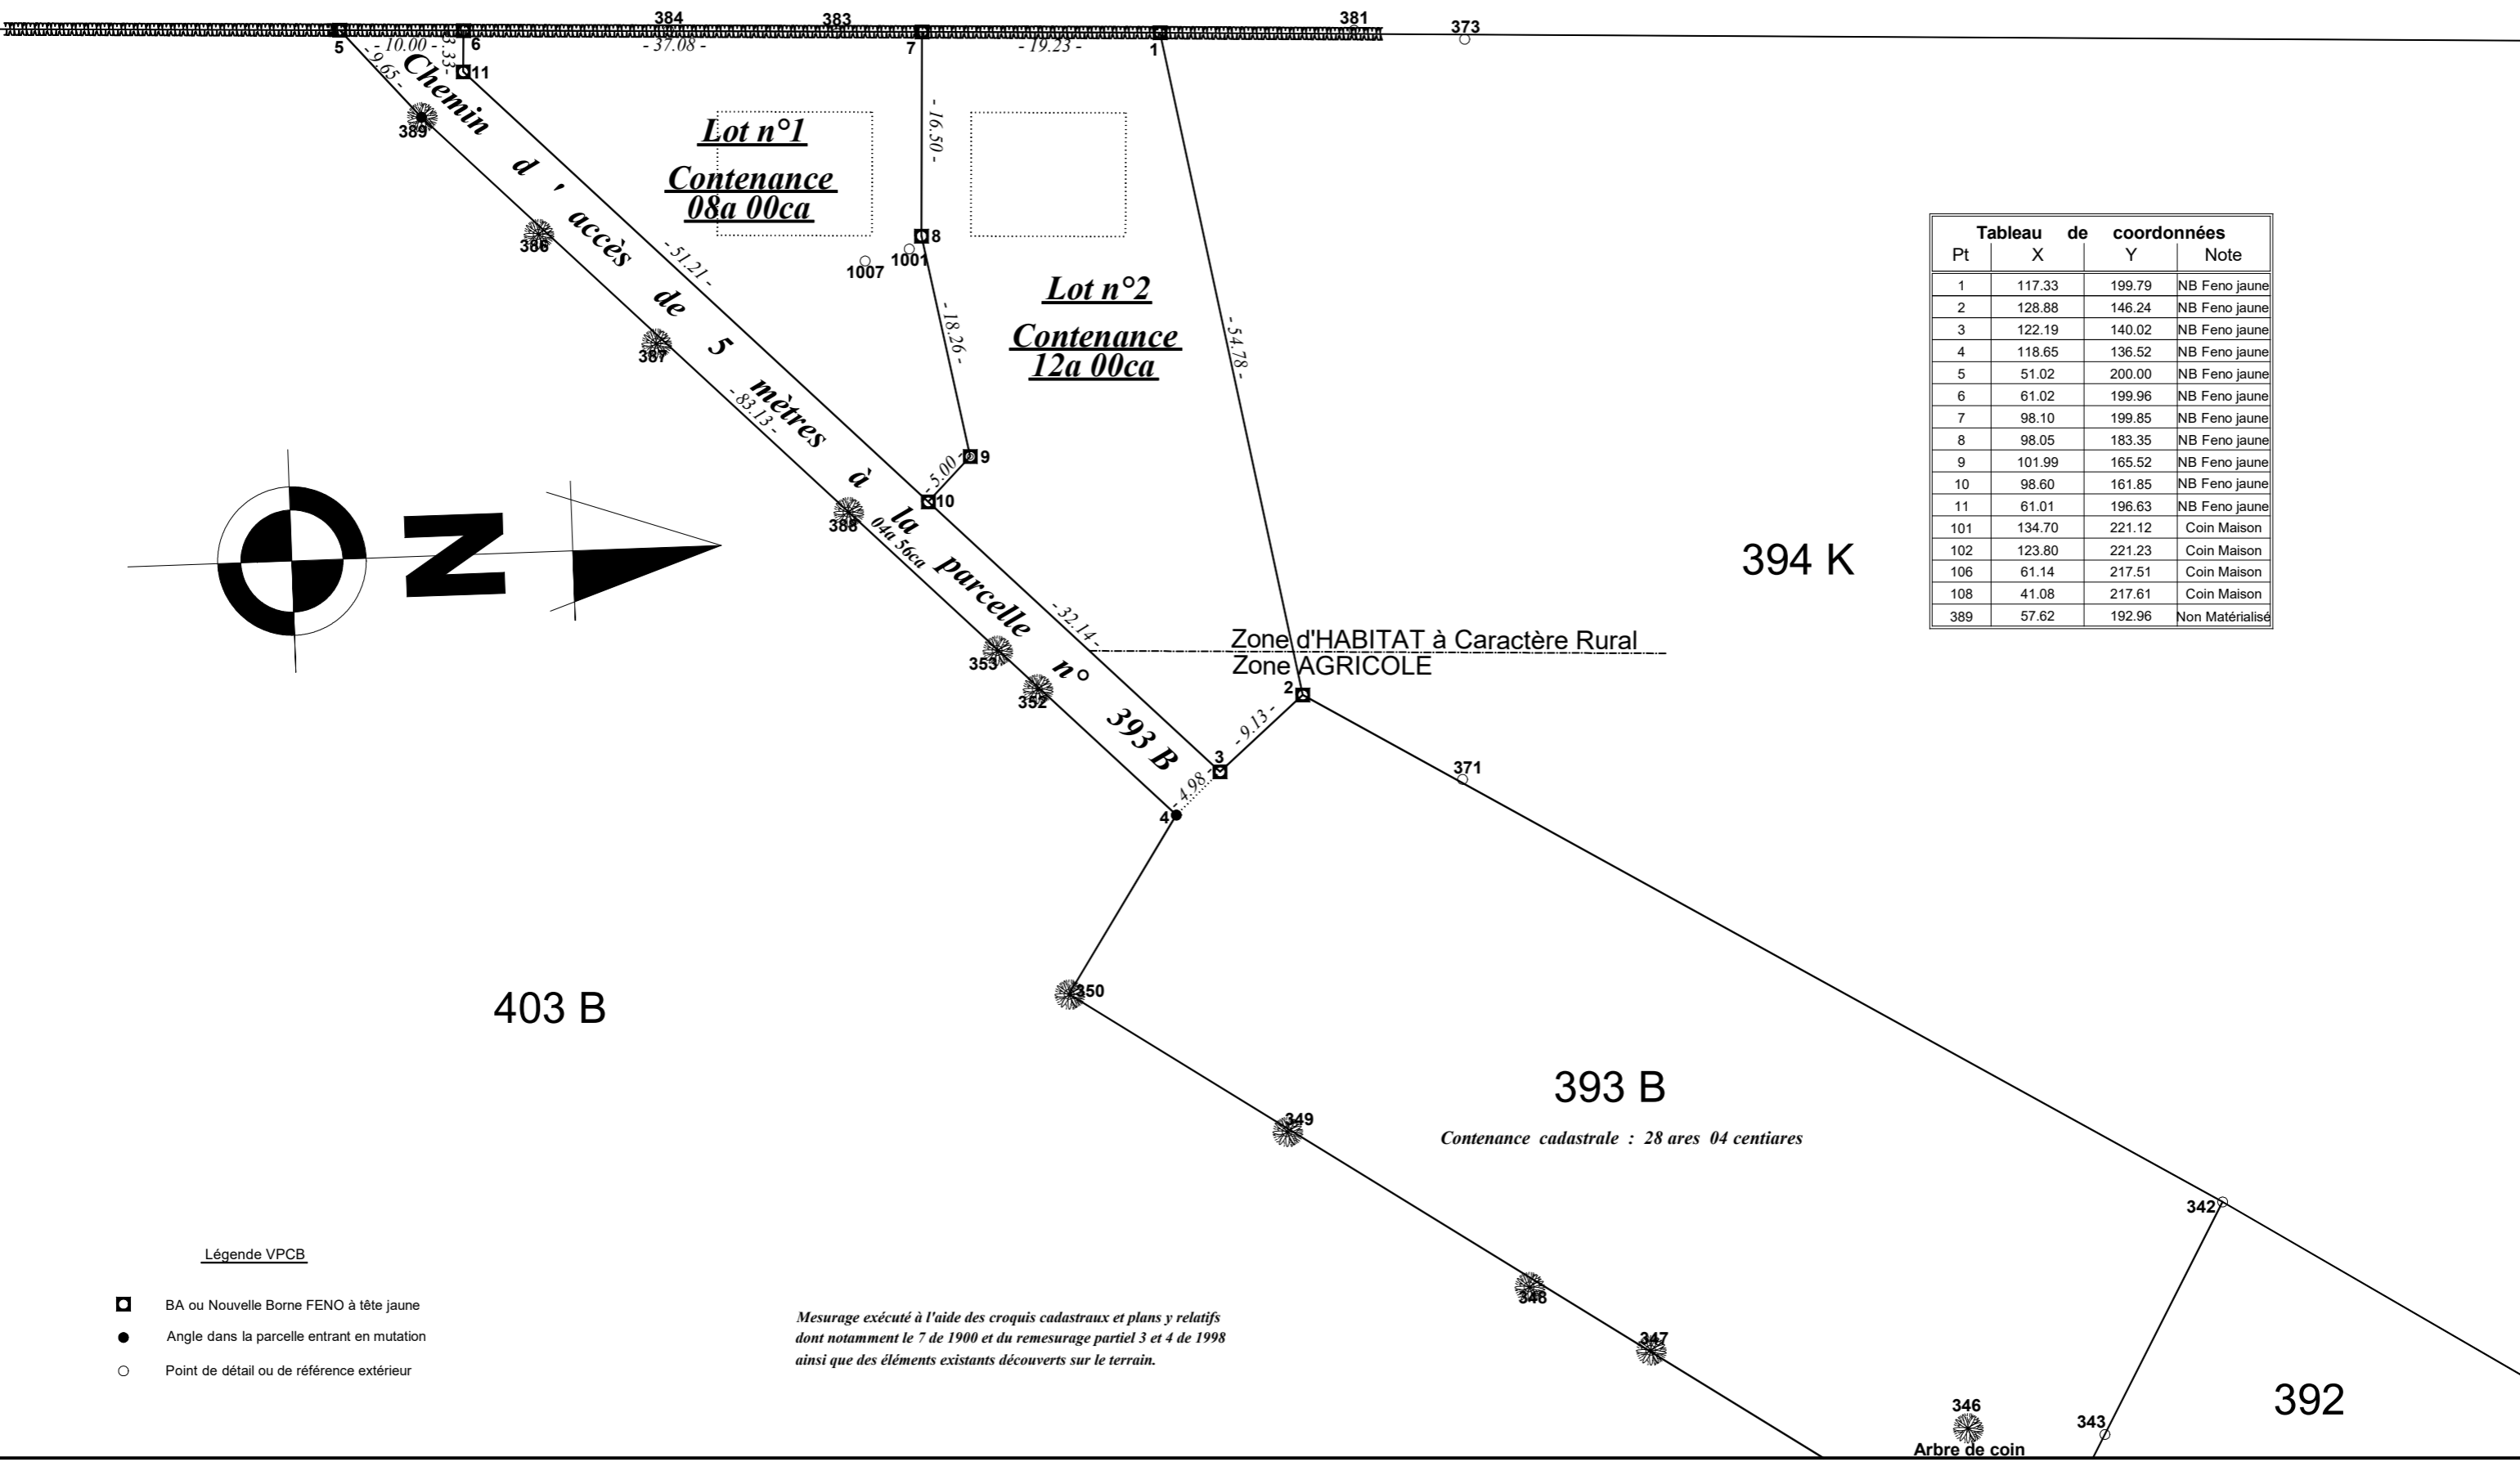 384
383
381
373
5
- 10.00 -
6
- 37.08 -
7
- 19.23 -
1
- 9.65 -
3.33-
11
Chemin d ' accès de 5 mètres à la parcelle n° 393 B
389
386
387
388
353
352
Lot n°1
Contenance
08a 00ca
- 16.50 -
8
1001
1007
- 51.21 -
- 18.26 -
Lot n°2
Contenance
12a 00ca
- 54.78 -
- 83.13 -
9
- 5.00 -
10
04a 56ca
- 32.14 -
N
394 K
Zone d'HABITAT à Caractère Rural
Zone AGRICOLE
2
- 9.13 -
3
- 4.98 -
4
371
350
403 B
349
393 B
Contenance cadastrale : 28 ares 04 centiares
342
348
347
346
Arbre de coin
343
392
Tableau de coordonnées
Pt X Y Note
1 117.33 199.79 NB Feno jaune
2 128.88 146.24 NB Feno jaune
3 122.19 140.02 NB Feno jaune
4 118.65 136.52 NB Feno jaune
5 51.02 200.00 NB Feno jaune
6 61.02 199.96 NB Feno jaune
7 98.10 199.85 NB Feno jaune
8 98.05 183.35 NB Feno jaune
9 101.99 165.52 NB Feno jaune
10 98.60 161.85 NB Feno jaune
11 61.01 196.63 NB Feno jaune
101 134.70 221.12 Coin Maison
102 123.80 221.23 Coin Maison
106 61.14 217.51 Coin Maison
108 41.08 217.61 Coin Maison
389 57.62 192.96 Non Matérialisé
Légende VPCB
BA ou Nouvelle Borne FENO à tête jaune
Angle dans la parcelle entrant en mutation
Point de détail ou de référence extérieur
Mesurage exécuté à l'aide des croquis cadastraux et plans y relatifs
dont notamment le 7 de 1900 et du remesurage partiel 3 et 4 de 1998
ainsi que des éléments existants découverts sur le terrain.